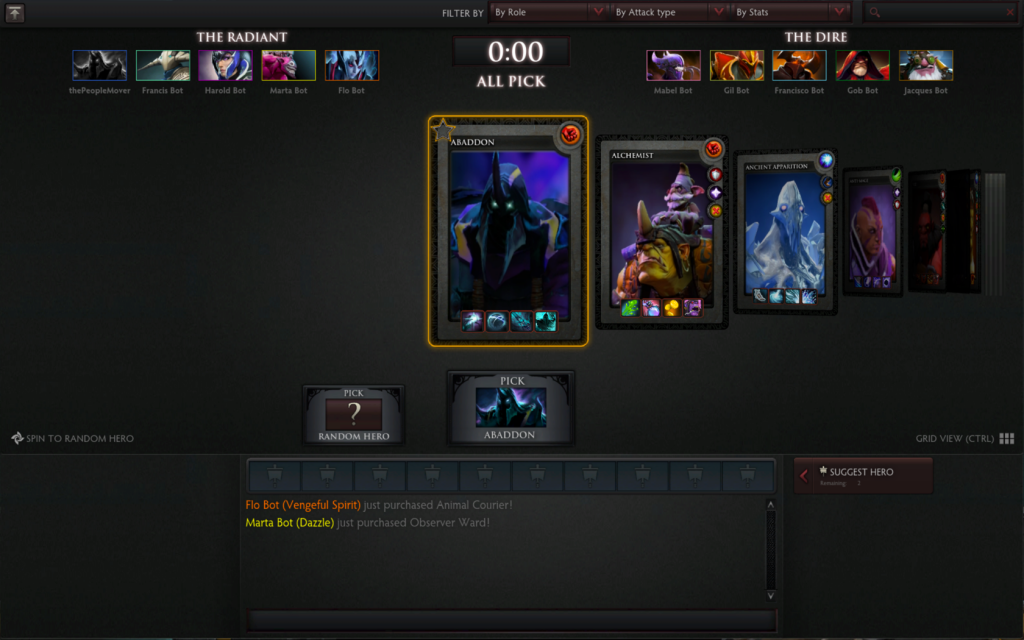 FILTER BY By Role By Attack type By Stats
THE RADIANT 0:00 THE DIRE
ALL PICK
thePeopleMover Francis Bot Harold Bot Marta Bot Flo Bot Mabel Bot Gil Bot Francisco Bot Gob Bot Jacques Bot
ABADDON
ALCHEMIST
ANCIENT APPARITION
PICK
?
RANDOM HERO
PICK
ABADDON
SPIN TO RANDOM HERO
GRID VIEW (CTRL)
SUGGEST HERO
Remaining:
Flo Bot (Vengeful Spirit) just purchased Animal Courier!
Marta Bot (Dazzle) just purchased Observer Ward!